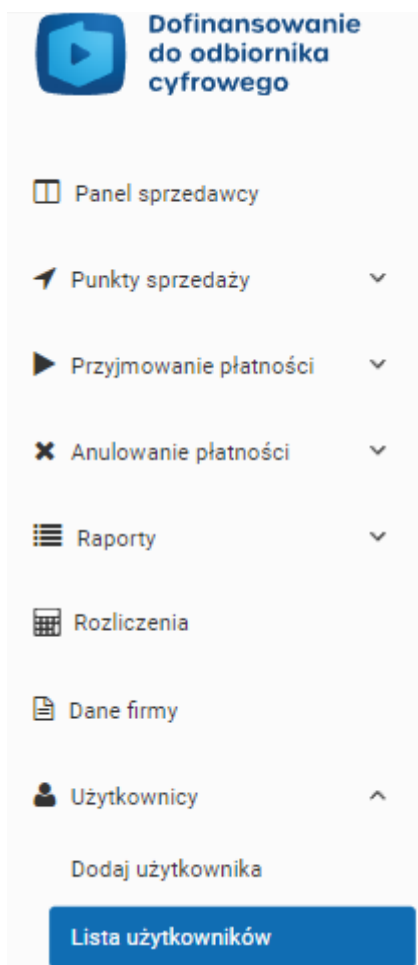 Dofinansowanie
do odbiornika
cyfrowego
Panel sprzedawcy
Punkty sprzedaży
Przyjmowanie płatności
Anulowanie płatności
Raporty
Rozliczenia
Dane firmy
Użytkownicy
Dodaj użytkownika
Lista użytkowników